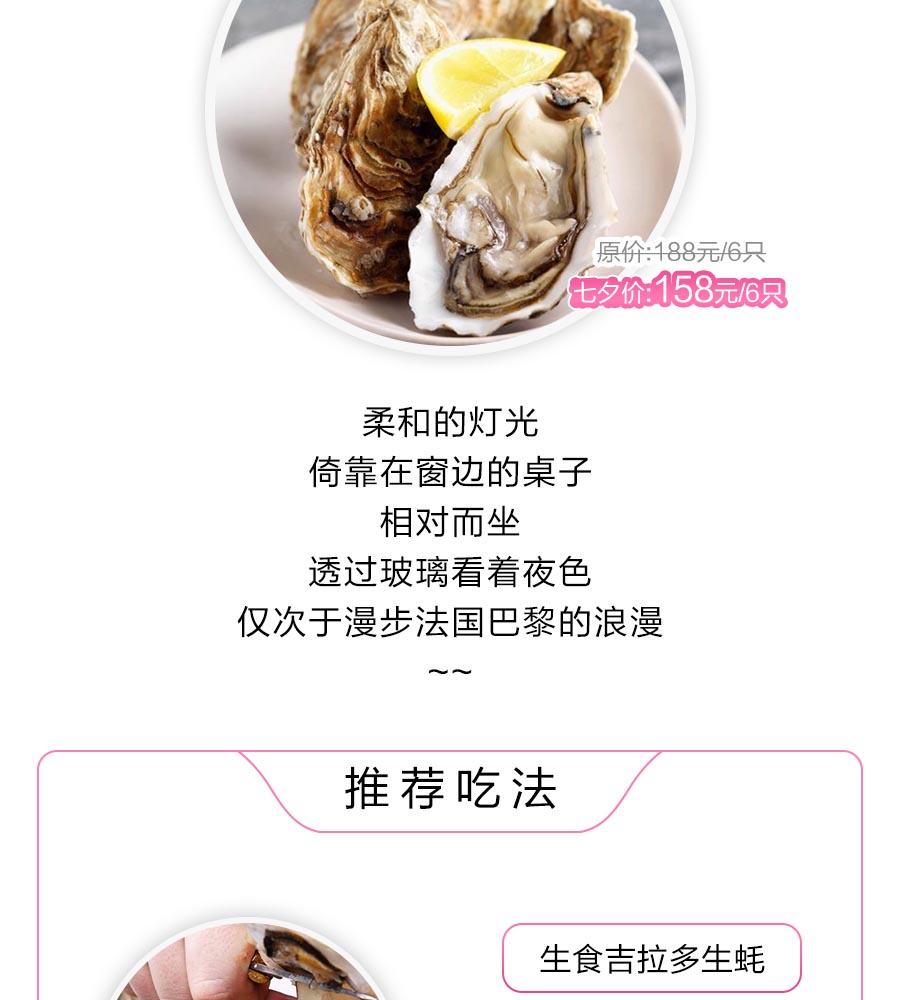 原价:188元/6只
七夕价:158元/6只
柔和的灯光
倚靠在窗边的桌子
相对而坐
透过玻璃看着夜色
仅次于漫步法国巴黎的浪漫
~~
推荐吃法
生食吉拉多生蚝